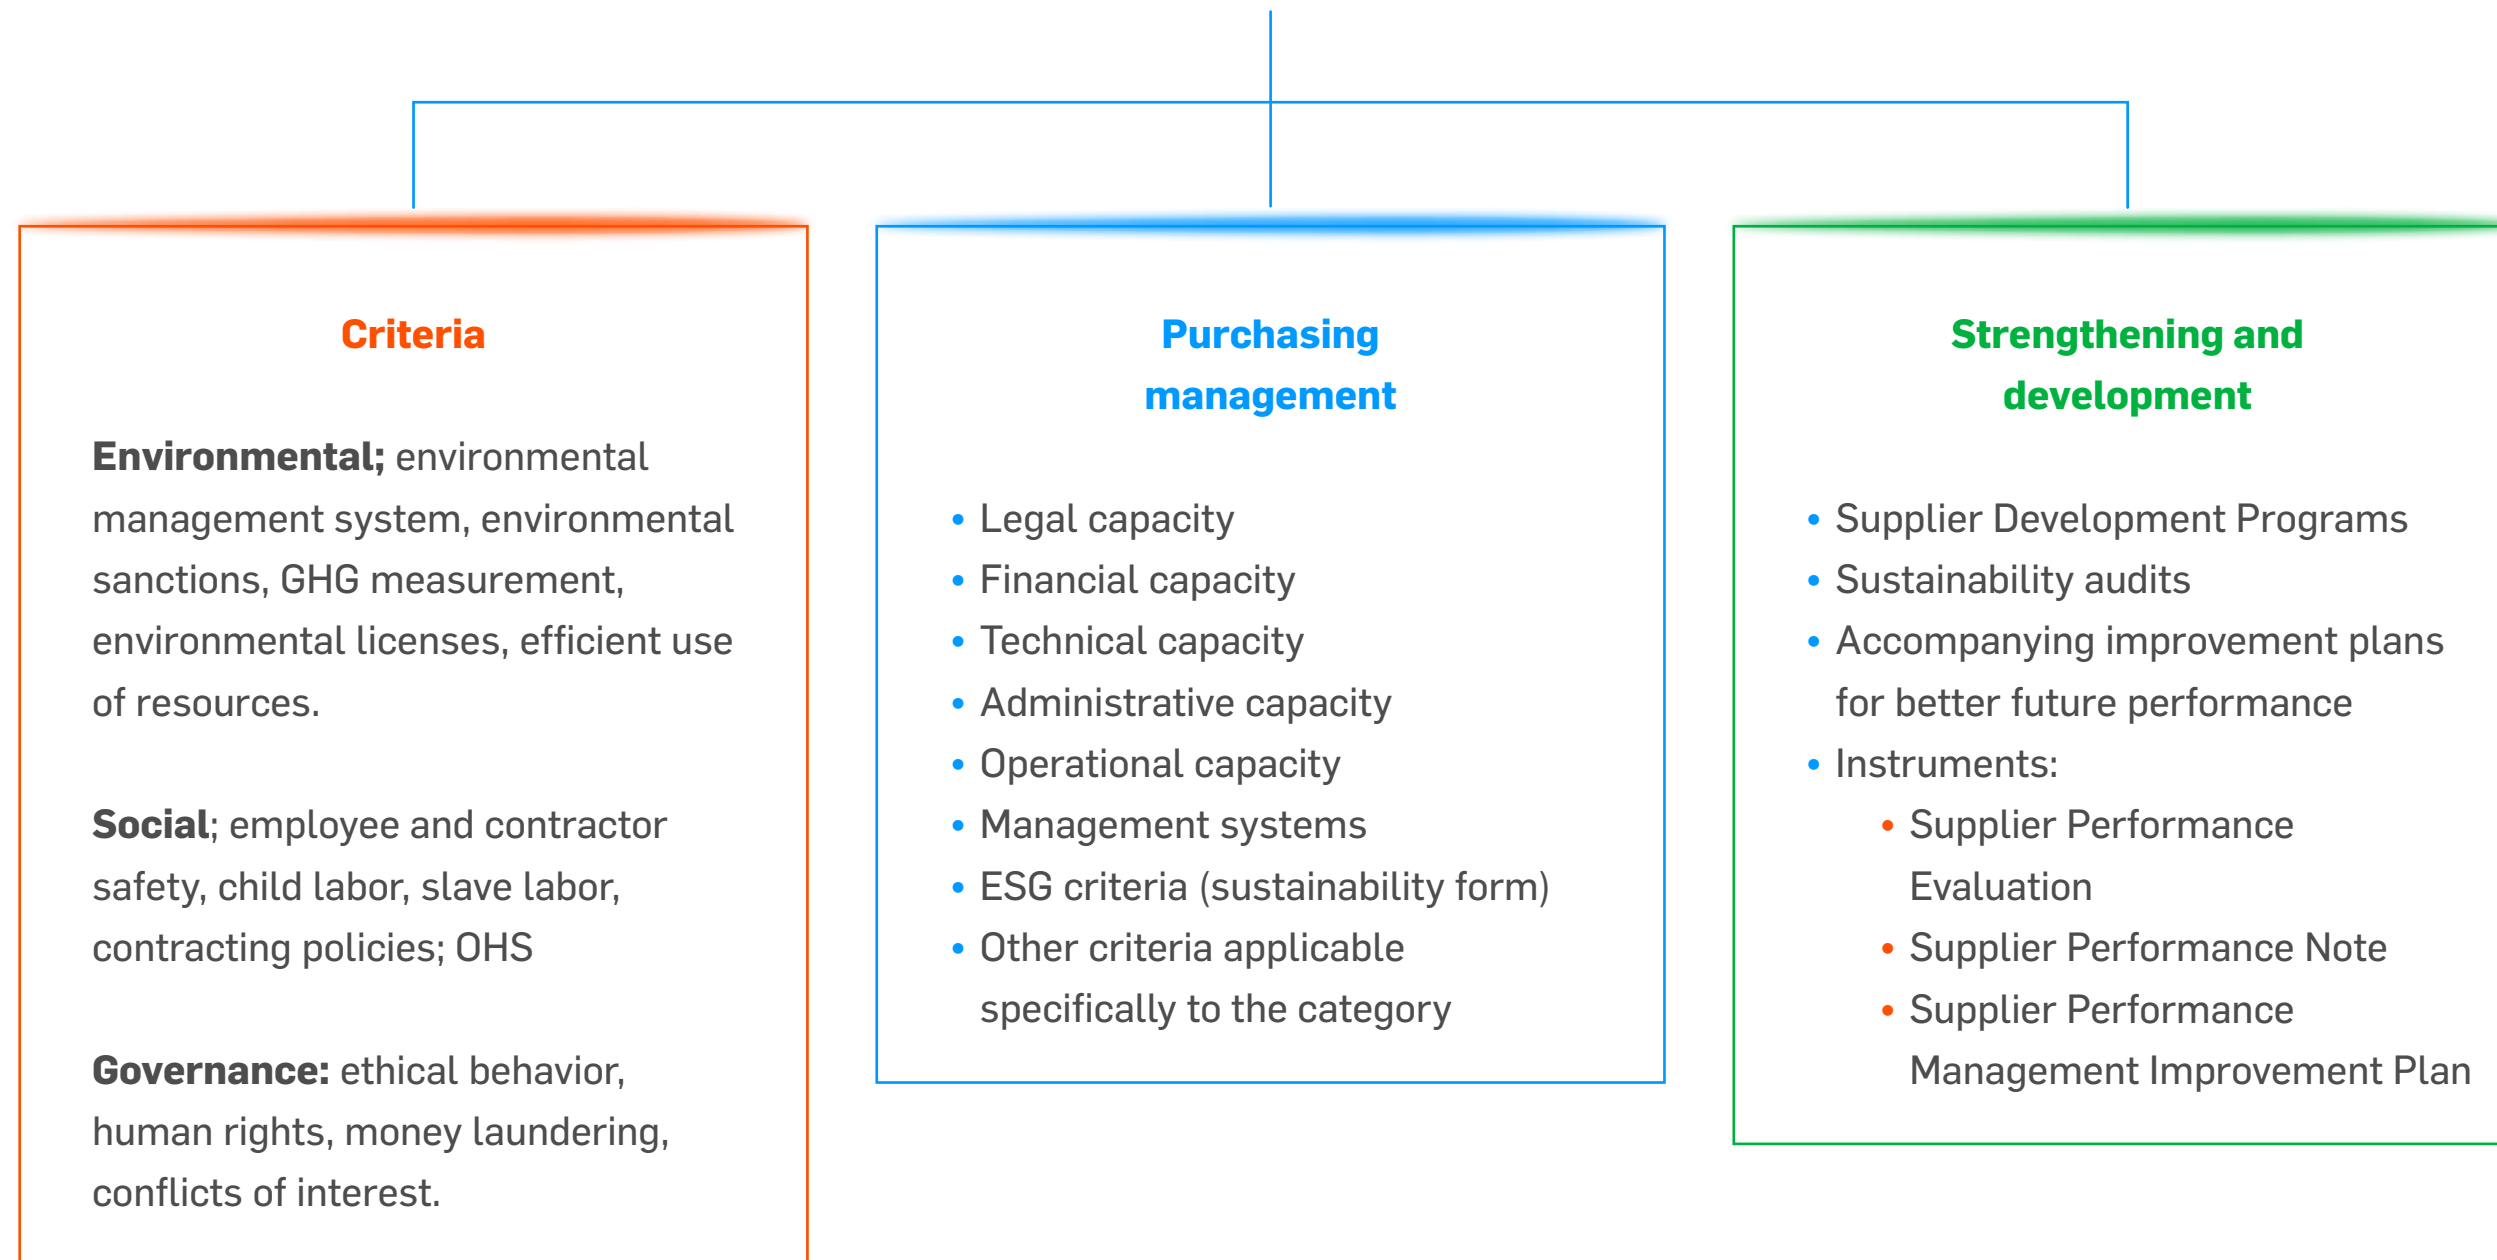 Criteria
Environmental; environmental
management system, environmental
sanctions, GHG measurement,
environmental licenses, efficient use
of resources.
Social; employee and contractor
safety, child labor, slave labor,
contracting policies; OHS
Governance: ethical behavior,
human rights, money laundering,
conflicts of interest.
Purchasing
management
• Legal capacity
• Financial capacity
• Technical capacity
• Administrative capacity
• Operational capacity
• Management systems
• ESG criteria (sustainability form)
• Other criteria applicable
specifically to the category
Strengthening and
development
• Supplier Development Programs
• Sustainability audits
• Accompanying improvement plans
for better future performance
• Instruments:
• Supplier Performance
Evaluation
• Supplier Performance Note
• Supplier Performance
Management Improvement Plan